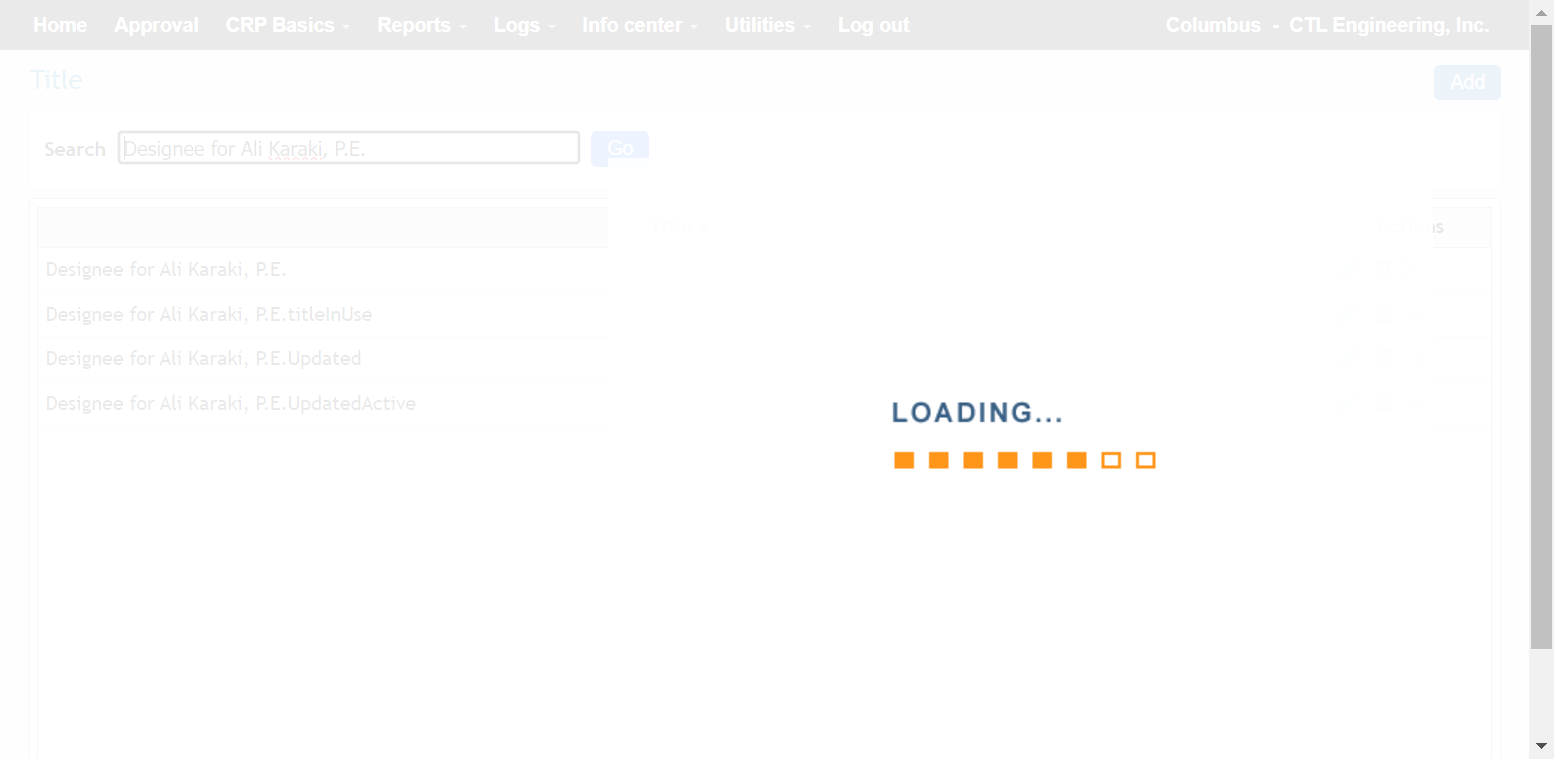 Home Approval CRP Basics Reports Logs Info center Utilities Log out Columbus - CTL Engineering, Inc.
Title Add
Search Designee for Ali Karaki, P.E. Go
Designee for Ali Karaki, P.E.
Designee for Ali Karaki, P.E.titleInUse
Designee for Ali Karaki, P.E.Updated
Designee for Ali Karaki, P.E.UpdatedActive
LOADING...